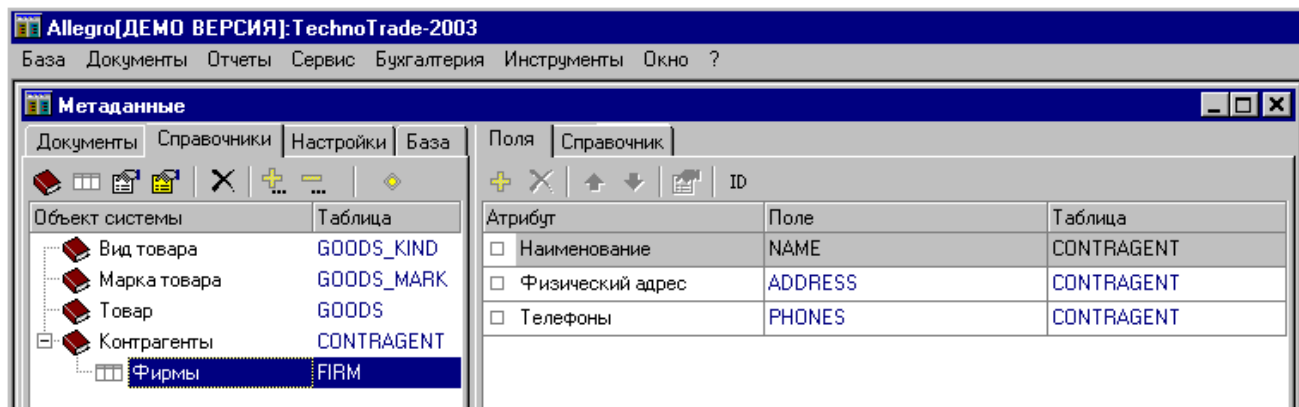 Allegro[ДЕМО ВЕРСИЯ]:TechnoTrade-2003
База Документы Отчеты Сервис Бухгалтерия Инструменты Окно ?
Метаданные
Документы Справочники Настройки База Поля Справочник
ID
Объект системы Таблица Атрибут Поле Таблица
Вид товара GOODS_KIND Наименование NAME CONTRAGENT
Марка товара GOODS_MARK Физический адрес ADDRESS CONTRAGENT
Товар GOODS Телефоны PHONES CONTRAGENT
Контрагенты CONTRAGENT
Фирмы FIRM